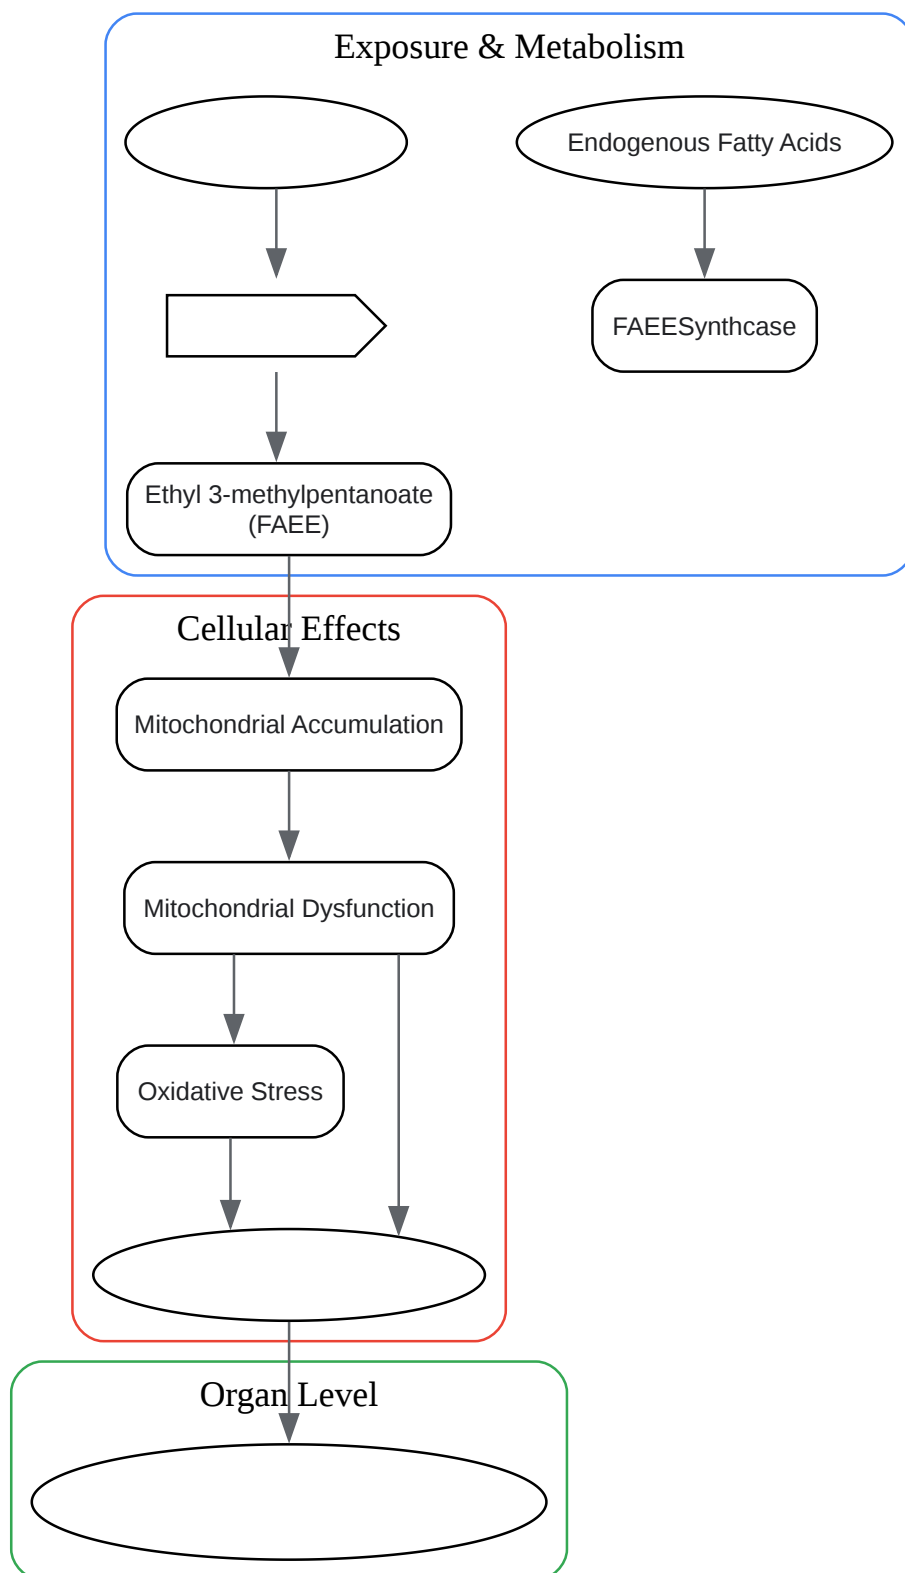 Exposure & Metabolism
Endogenous Fatty Acids
FAEESynthcase
Ethyl 3-methylpentanoate
(FAEE)
Cellular Effects
Mitochondrial Accumulation
Mitochondrial Dysfunction
Oxidative Stress
Organ Level